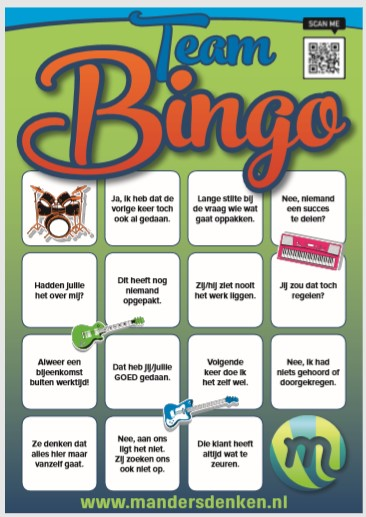 SCAN ME
Team
Bingo
Ja, ik heb dat de
vorige keer toch
ook al gedaan.
Lange stilte bij
de vraag wie wat
gaat oppakken.
Nee, niemand
een succes
te delen?
Hadden jullie
het over mij?
Dit heeft nog
niemand
opgepakt.
Zij/hij ziet nooit
het werk liggen.
Jij zou dat toch
regelen?
Alweer een
bijeenkomst
buiten werktijd!
Dat heb jij/jullie
GOED gedaan.
Volgende
keer doe ik
het zelf wel.
Nee, ik had
niets gehoord of
doorgekregen.
Ze denken dat
alles hier maar
vanzelf gaat.
Nee, aan ons
ligt het niet.
Zij zoeken ons
ook niet op.
Die klant heeft
altijd wat te
zeuren.
m
www.mandersdenken.nl